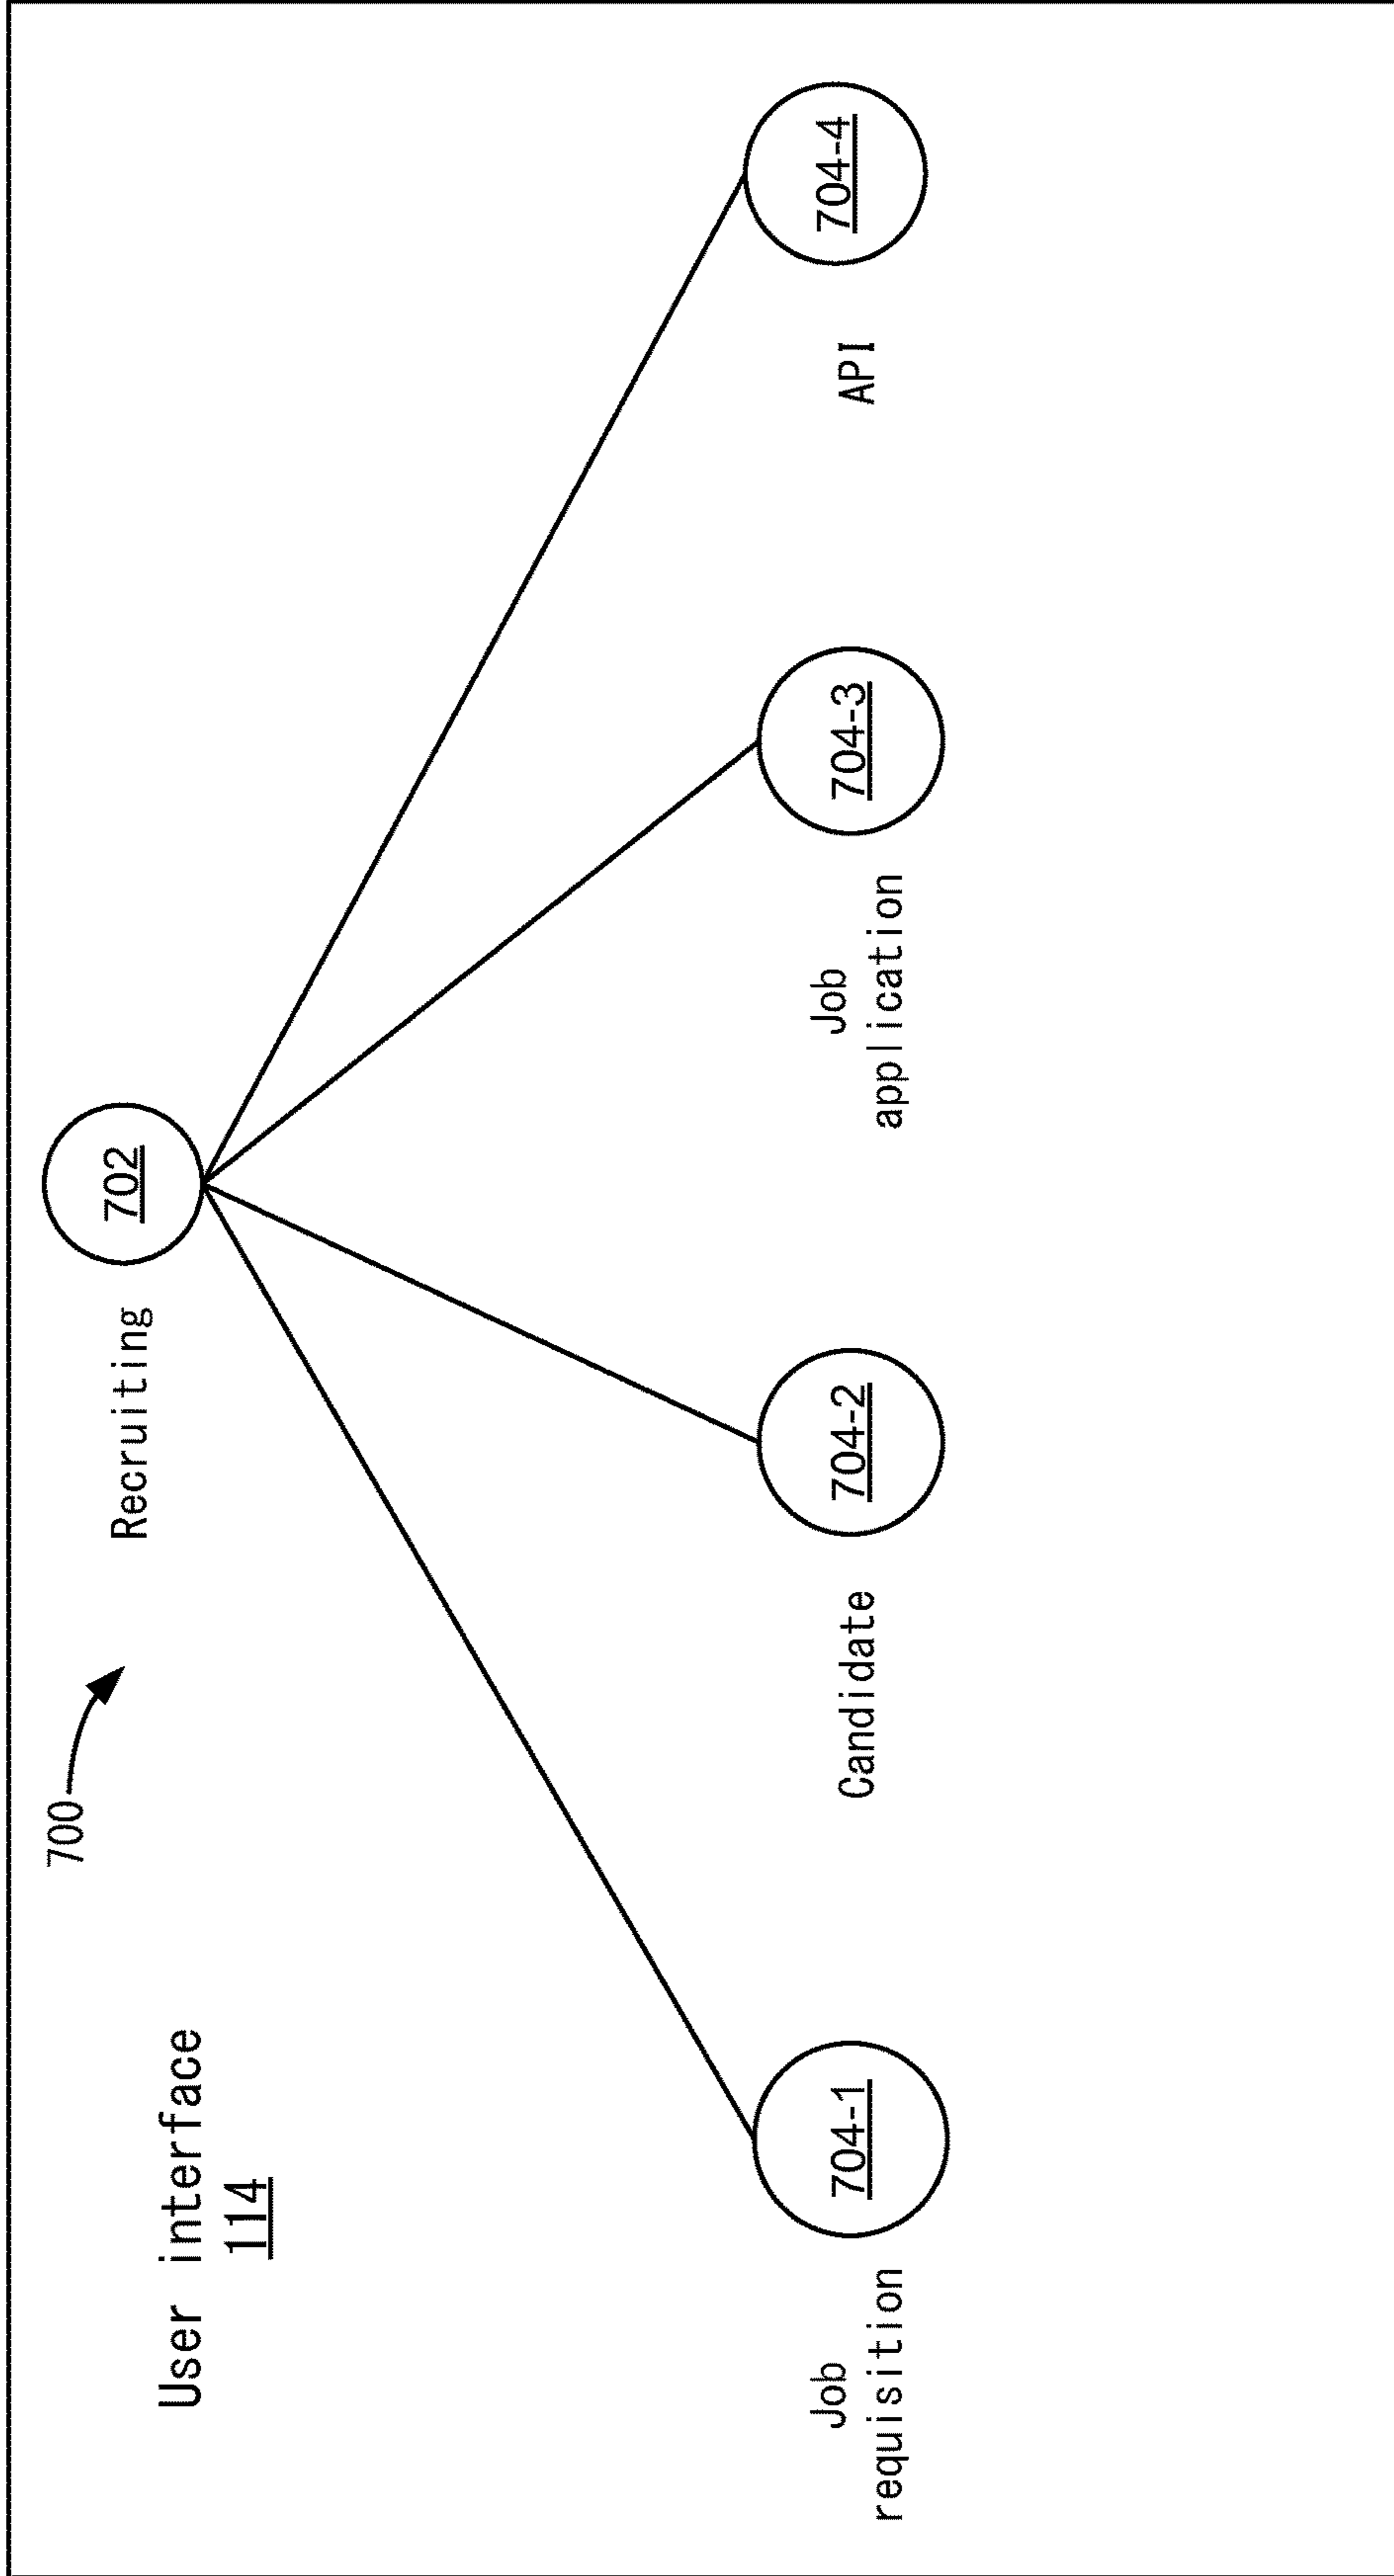 700
User interface
114
Recruiting
702
Job
requisition
704-1
Candidate
704-2
Job
application
704-3
API
704-4